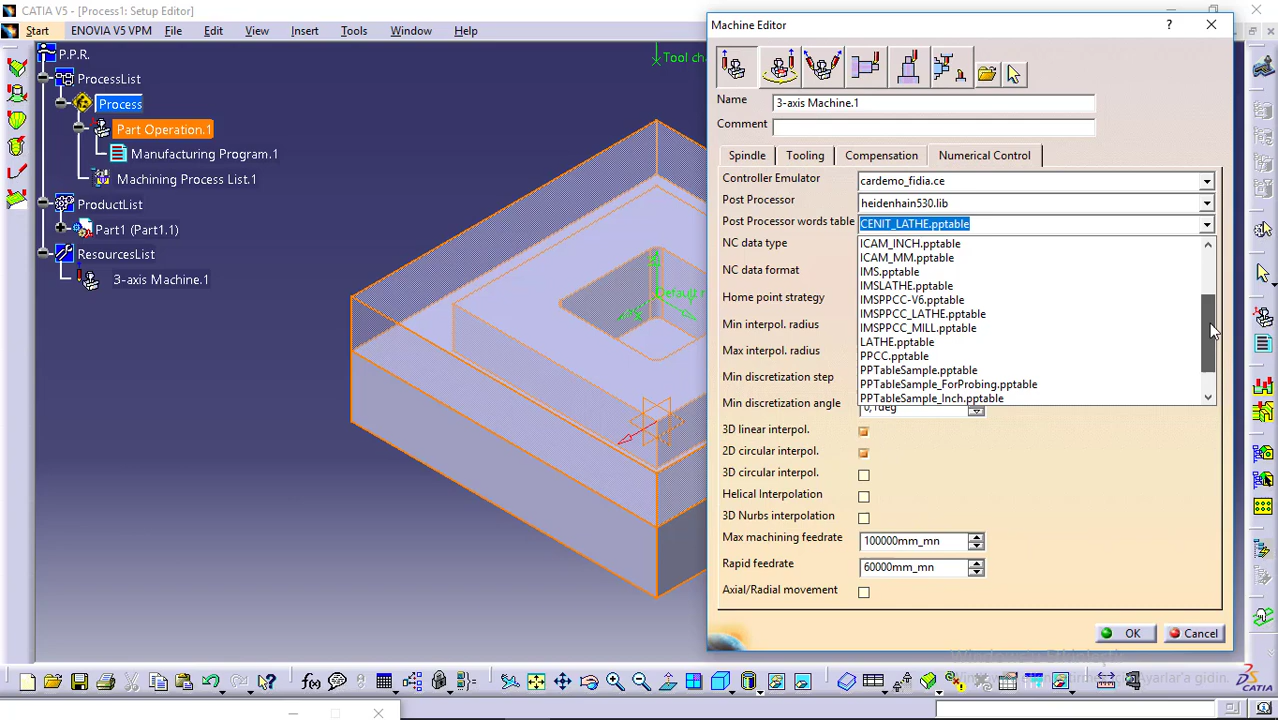 CATIA V5 - [Process1: Setup Editor]
Start ENOVIA V5 VPM File Edit View Insert Tools Window Help
P.P.R.
ProcessList
Process
Part Operation.1
Manufacturing Program.1
Machining Process List.1
ProductList
Part1 (Part1.1)
ResourcesList
3-axis Machine.1
Tool ch
Default r
Machine Editor
Name 3-axis Machine.1
Comment
Spindle Tooling Compensation Numerical Control
Controller Emulator cardemo_fidia.ce
Post Processor heidenhain530.lib
Post Processor words table CENIT_LATHE.pptable
NC data type
NC data format
Home point strategy
Min interpol. radius
Max interpol. radius
Min discretization step
Min discretization angle 0,1deg
ICAM_INCH.pptable
ICAM_MM.pptable
IMS.pptable
IMSLATHE.pptable
IMSPPCC-V6.pptable
IMSPPCC_LATHE.pptable
IMSPPCC_MILL.pptable
LATHE.pptable
PPCC.pptable
PPTableSample.pptable
PPTableSample_ForProbing.pptable
PPTableSample_Inch.pptable
3D linear interpol.
2D circular interpol.
3D circular interpol.
Helical Interpolation
3D Nurbs interpolation
Max machining feedrate 100000mm_mn
Rapid feedrate 60000mm_mn
Axial/Radial movement
OK Cancel
Ayarlar'a gidin.